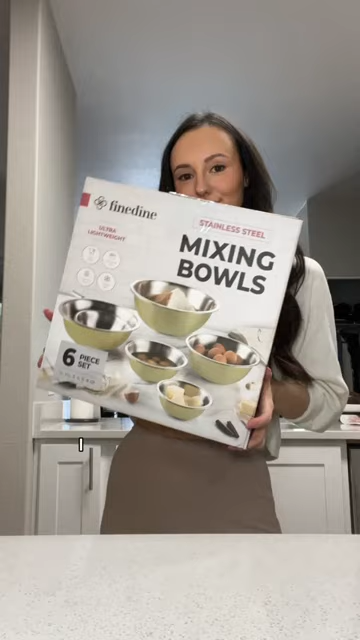 finedine
STAINLESS STEEL
ULTRA
LIGHTWEIGHT
MIXING
BOWLS
6 PIECE
SET